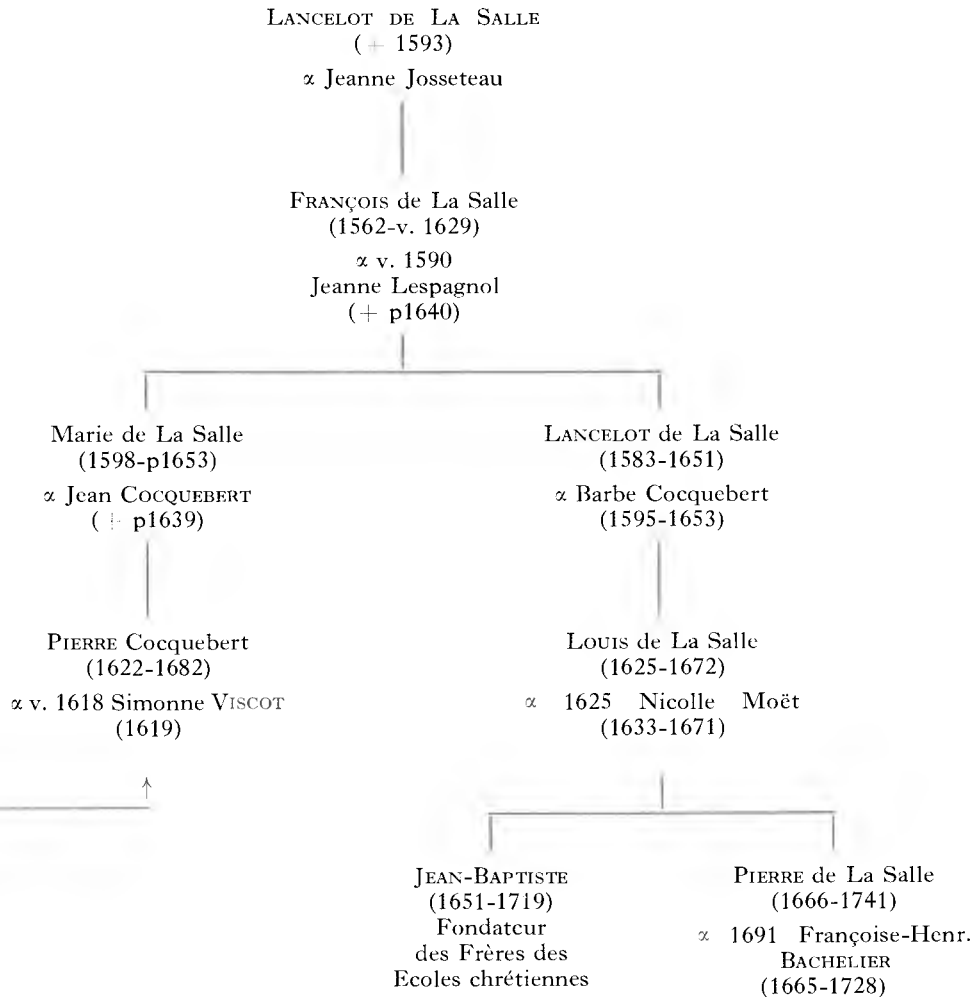 LANCELOT DE LA SALLE
(+ 1593)
α Jeanne Josseteau
FRANÇOIS de La Salle
(1562-v. 1629)
α v. 1590
Jeanne Lespagnol
(+ p1640)
Marie de La Salle
(1598-p1653)
α Jean COCQUEBERT
(+ p1639)
LANCELOT de La Salle
(1583-1651)
α Barbe Cocquebert
(1595-1653)
PIERRE Cocquebert
(1622-1682)
α v. 1618 Simonne VISCOT
(1619)
LOUIS de La Salle
(1625-1672)
α 1625 Nicolle Moët
(1633-1671)
JEAN-BAPTISTE
(1651-1719)
Fondateur
des Frères des
Ecoles chrétiennes
PIERRE de La Salle
(1666-1741)
α 1691 Françoise-Henr.
BACHELIER
(1665-1728)